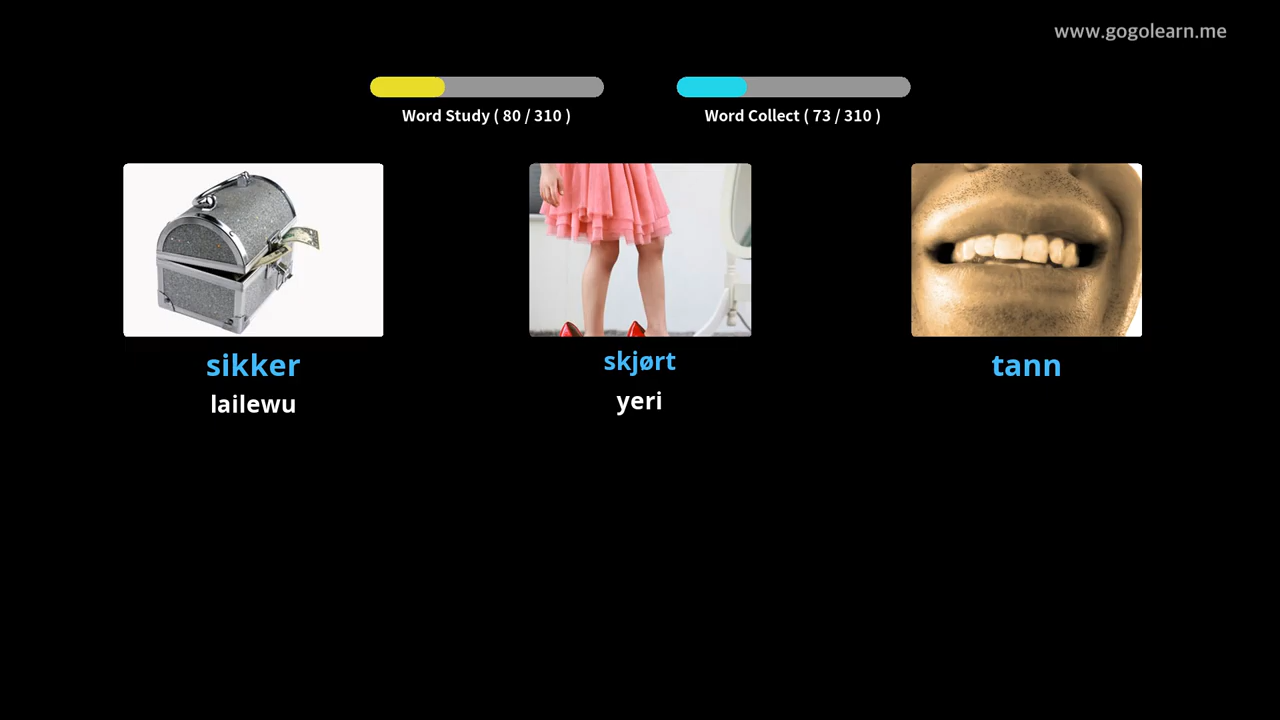 www.gogolearn.me
Word Study ( 80 / 310 )
Word Collect ( 73 / 310 )
sikker
lailewu
skjørt
yeri
tann